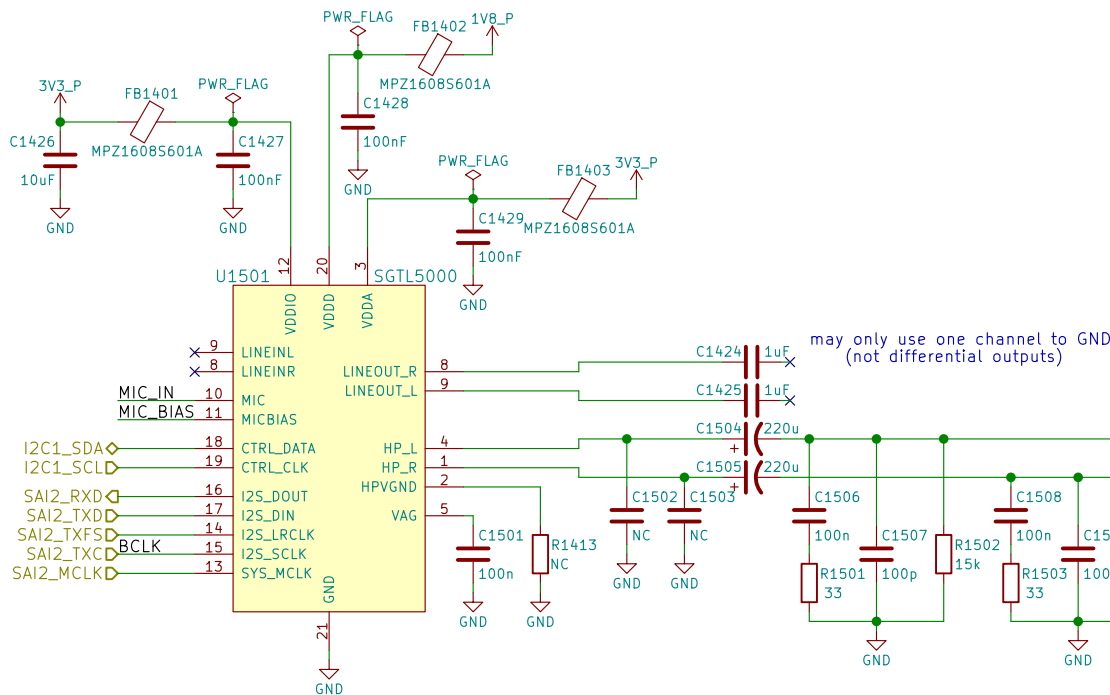 PWR_FLAG
FB1402
1V8_P
MPZ1608S601A
C1428
100nF
GND
3V3_P
FB1401
PWR_FLAG
MPZ1608S601A
C1426
10uF
GND
C1427
100nF
GND
PWR_FLAG
FB1403
3V3_P
MPZ1608S601A
C1429
100nF
GND
U1501
SGTL5000
12
20
3
VDDIO
VDDD
VDDA
9 LINEINL
8 LINEINR
MIC_IN 10 MIC
MIC_BIAS 11 MICBIAS
I2C1_SDA 18 CTRL_DATA
I2C1_SCL 19 CTRL_CLK
SAI2_RXD 16 I2S_DOUT
SAI2_TXD 17 I2S_DIN
SAI2_TXFS 14 I2S_LRCLK
SAI2_TXC BCLK 15 I2S_SCLK
SAI2_MCLK 13 SYS_MCLK
LINEOUT_R 8
LINEOUT_L 9
HP_L 4
HP_R 1
HPVGND 2
VAG 5
GND
21
GND
C1424 1uF
C1425 1uF
C1504 220u
+
C1505 220u
+
may only use one channel to GND
(not differential outputs)
C1501
100n
GND
R1413
NC
GND
C1502
NC
GND
C1503
NC
GND
C1506
100n
R1501
33
C1507
100p
R1502
15k
GND
C1508
100n
R1503
33
C15
100
GND